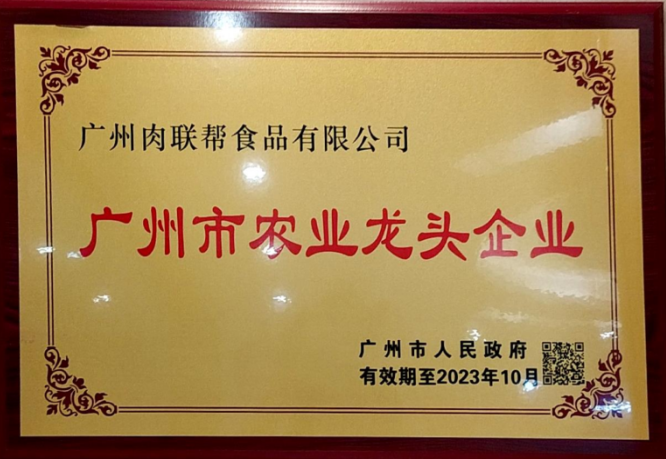 广州肉联帮食品有限公司
广州市农业龙头企业
广州市人民政府
有效期至2023年10月